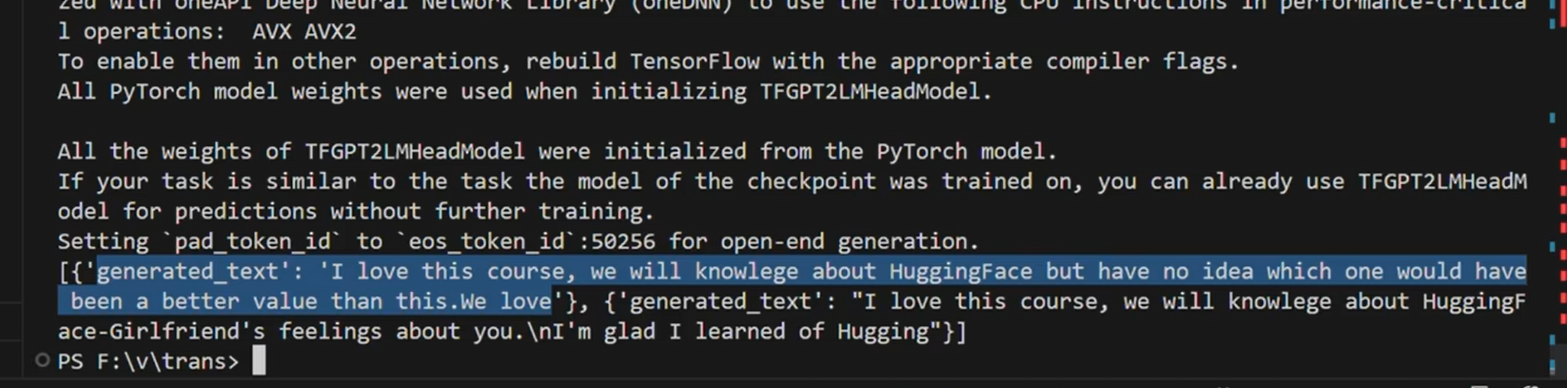 zed with oneAPI Deep Neural Network Library (oneDNN) to use the following CPU instructions in performance-critica
l operations:  AVX AVX2
To enable them in other operations, rebuild TensorFlow with the appropriate compiler flags.
All PyTorch model weights were used when initializing TFGPT2LMHeadModel.
All the weights of TFGPT2LMHeadModel were initialized from the PyTorch model.
If your task is similar to the task the model of the checkpoint was trained on, you can already use TFGPT2LMHeadM
odel for predictions without further training.
Setting `pad_token_id` to `eos_token_id`:50256 for open-end generation.
[{'generated_text': 'I love this course, we will knowlege about HuggingFace but have no idea which one would have
 been a better value than this.We love'}, {'generated_text': "I love this course, we will knowlege about HuggingF
ace-Girlfriend's feelings about you.\nI'm glad I learned of Hugging"}]
PS F:\v\trans>